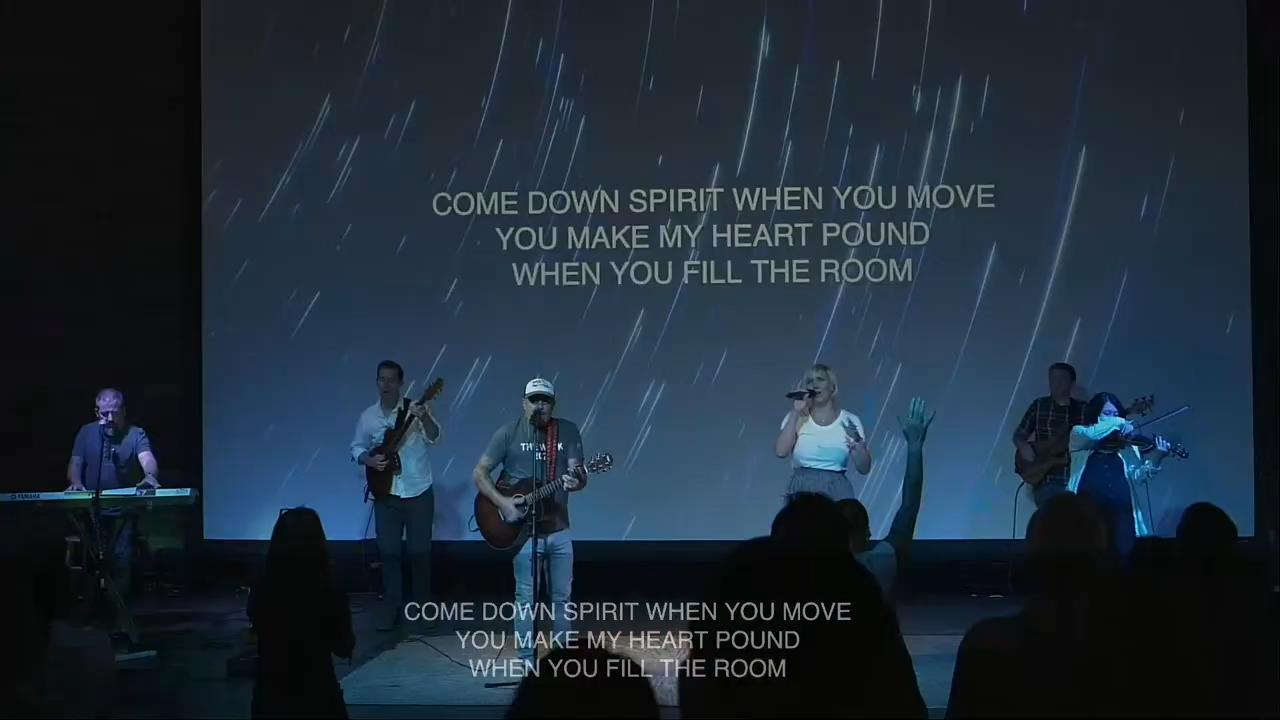 COME DOWN SPIRIT WHEN YOU MOVE
YOU MAKE MY HEART POUND
WHEN YOU FILL THE ROOM
YAMAHA
COME DOWN SPIRIT WHEN YOU MOVE
YOU MAKE MY HEART POUND
WHEN YOU FILL THE ROOM